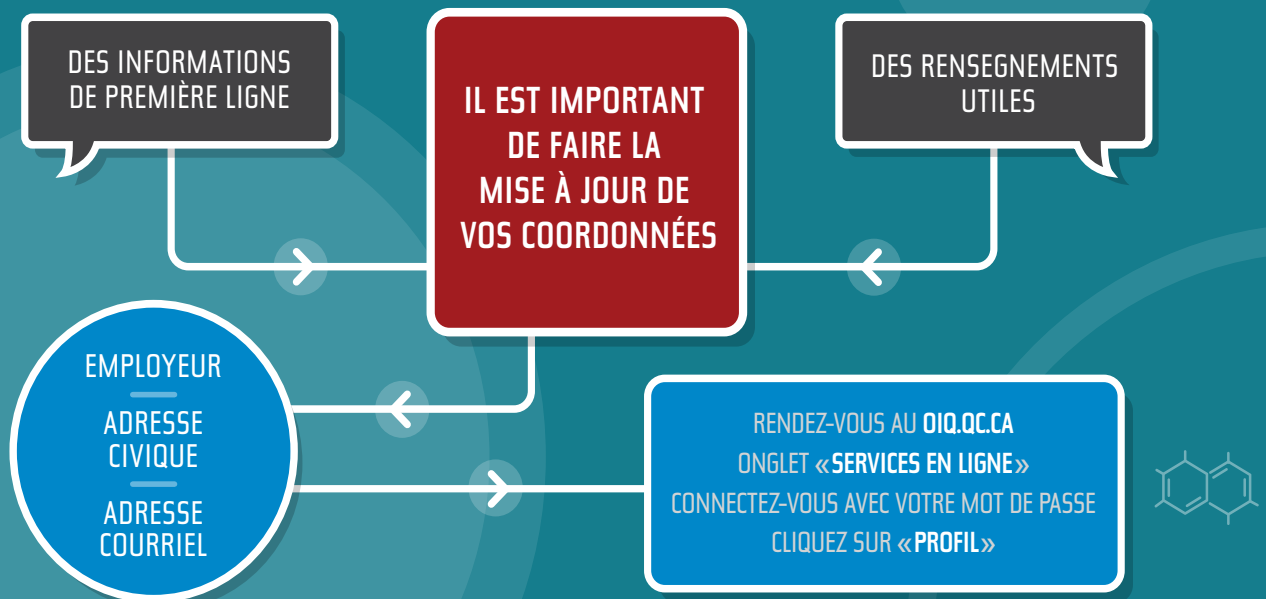 DES INFORMATIONS
DE PREMIÈRE LIGNE
IL EST IMPORTANT
DE FAIRE LA
MISE À JOUR DE
VOS COORDONNÉES
DES RENSEGNEMENTS
UTILES
EMPLOYEUR
ADRESSE
CIVIQUE
ADRESSE
COURRIEL
RENDEZ-VOUS AU OIQ.QC.CA
ONGLET «SERVICES EN LIGNE»
CONNECTEZ-VOUS AVEC VOTRE MOT DE PASSE
CLIQUEZ SUR «PROFIL»